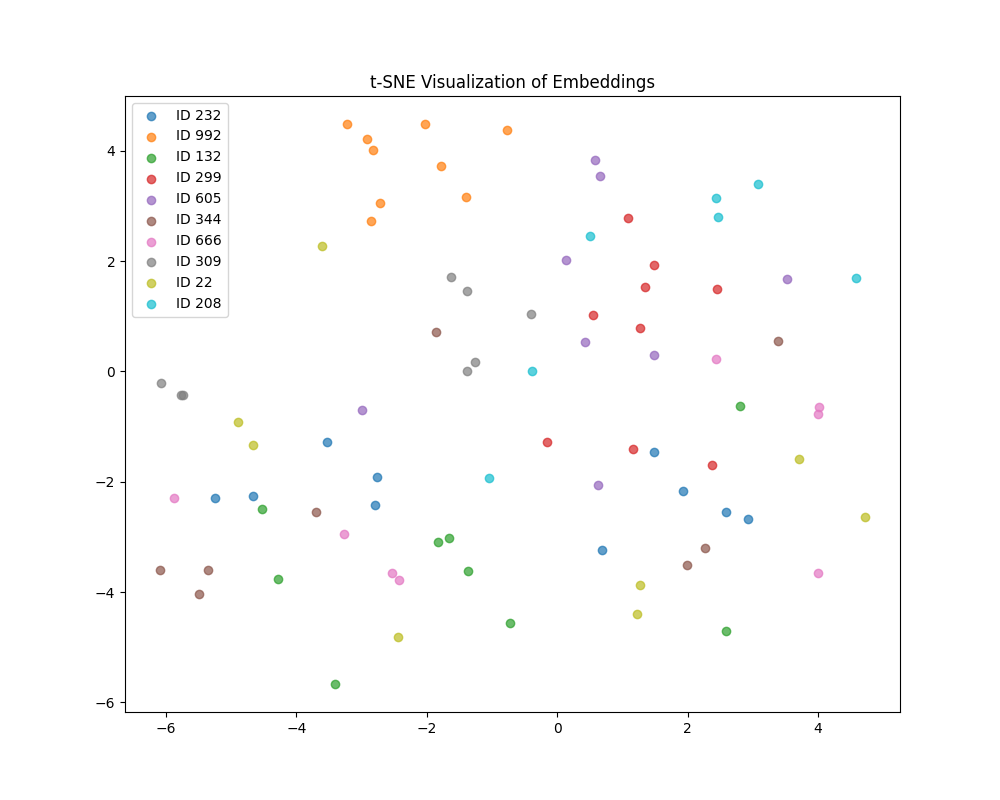 t-SNE Visualization of Embeddings
ID 232
ID 992
ID 132
ID 299
ID 605
ID 344
ID 666
ID 309
ID 22
ID 208
4
2
0
−2
−4
−6
−6
−4
−2
0
2
4